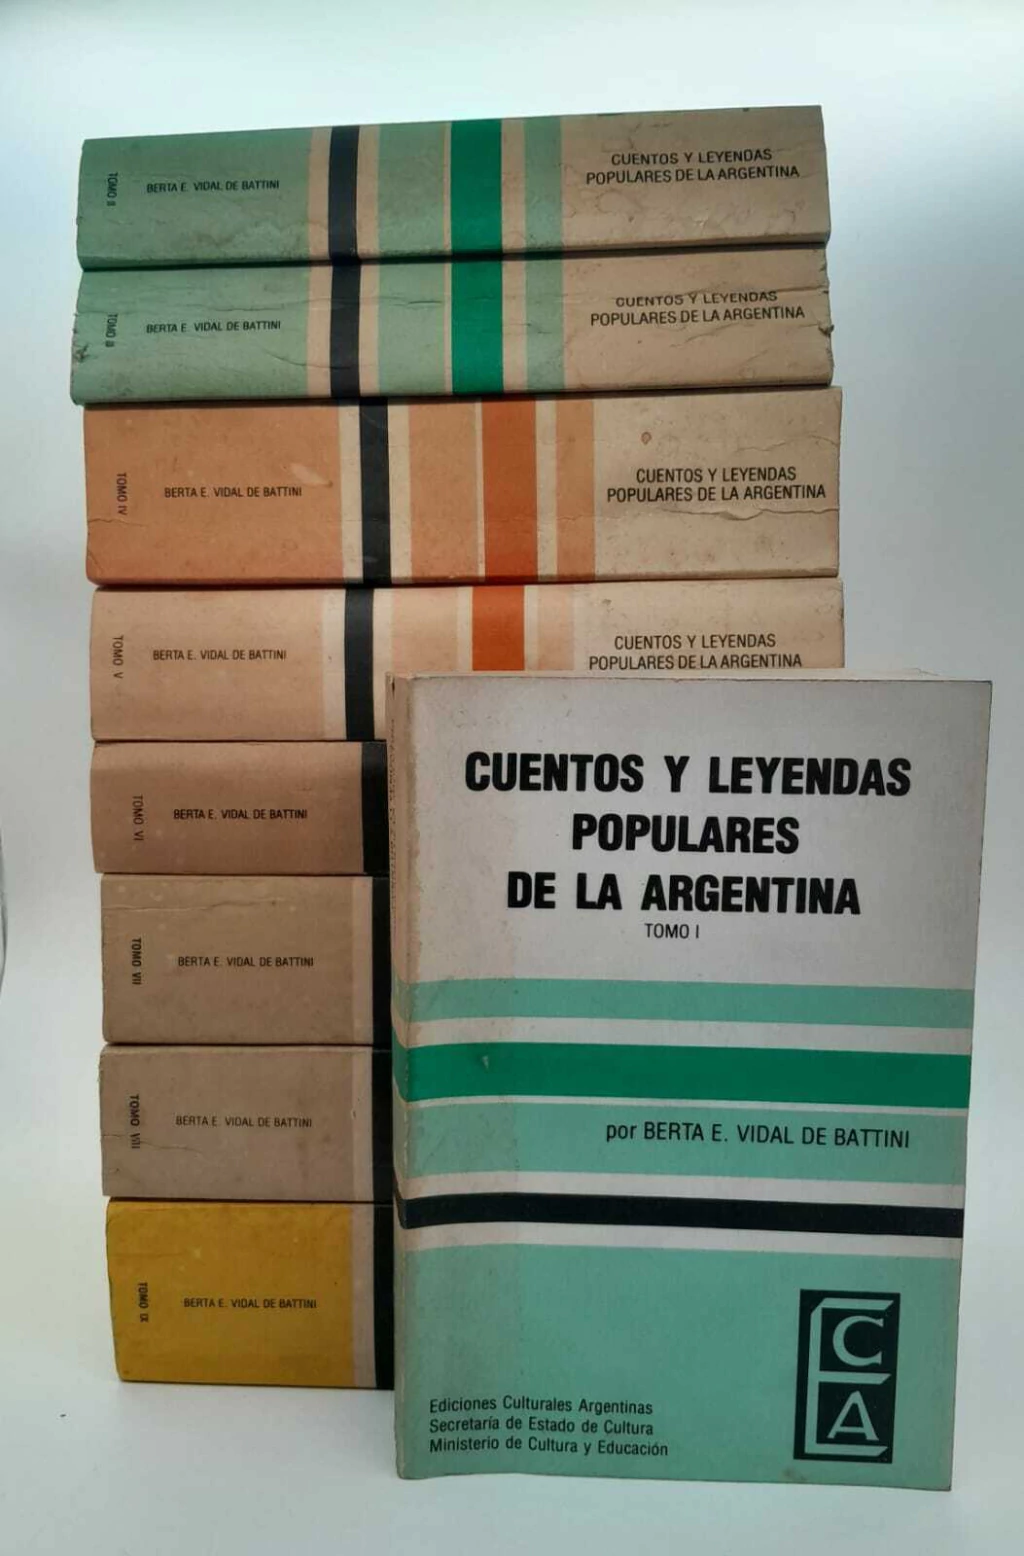 TOMO II
BERTA E. VIDAL DE BATTINI
CUENTOS Y LEYENDAS
POPULARES DE LA ARGENTINA
TOMO III
BERTA E. VIDAL DE BATTINI
CUENTOS Y LEYENDAS
POPULARES DE LA ARGENTINA
TOMO IV
BERTA E. VIDAL DE BATTINI
CUENTOS Y LEYENDAS
POPULARES DE LA ARGENTINA
TOMO V
BERTA E. VIDAL DE BATTINI
CUENTOS Y LEYENDAS
POPULARES DE LA ARGENTINA
TOMO VI
BERTA E. VIDAL DE BATTINI
TOMO VII
BERTA E. VIDAL DE BATTINI
TOMO VIII
BERTA E. VIDAL DE BATTINI
TOMO IX
BERTA E. VIDAL DE BATTINI
CUENTOS Y LEYENDAS
POPULARES
DE LA ARGENTINA
TOMO I
por BERTA E. VIDAL DE BATTINI
ECA
Ediciones Culturales Argentinas
Secretaría de Estado de Cultura
Ministerio de Cultura y Educación